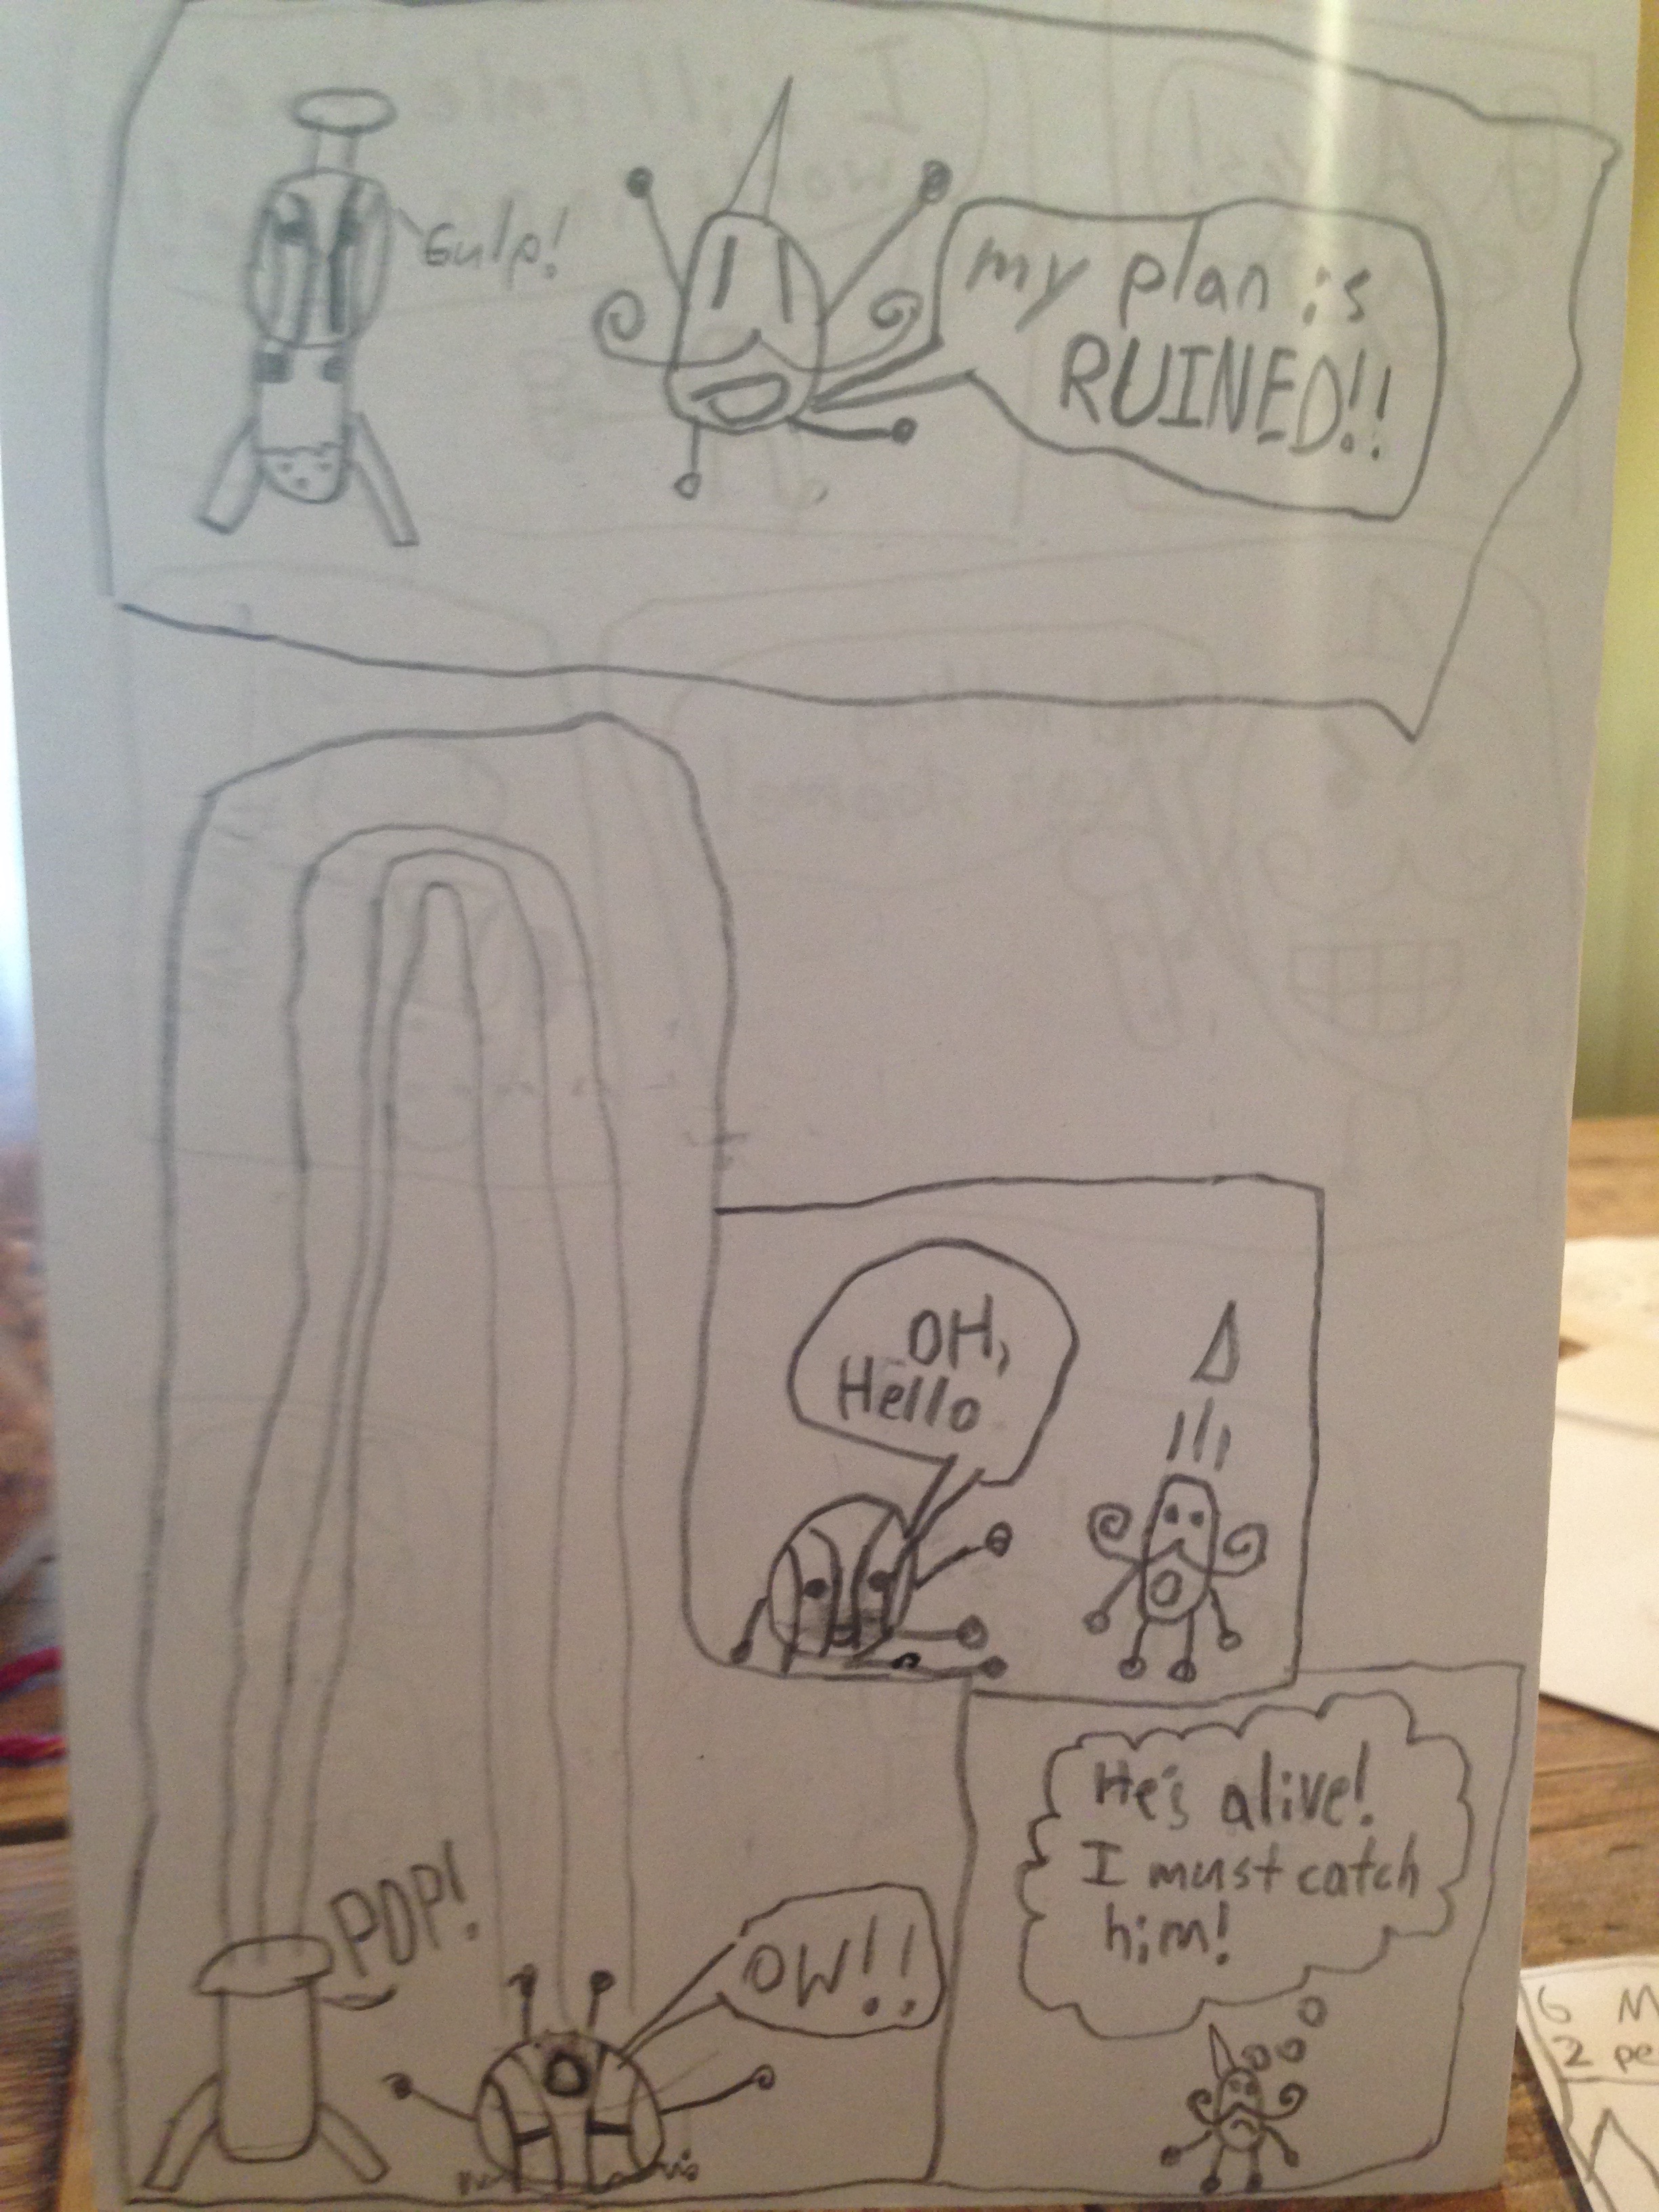 Gulp!
my plan is
RUINED!!
POP!
OW!!
OH,
Hello
He's alive!
I must catch
him!
6 M
2 pe